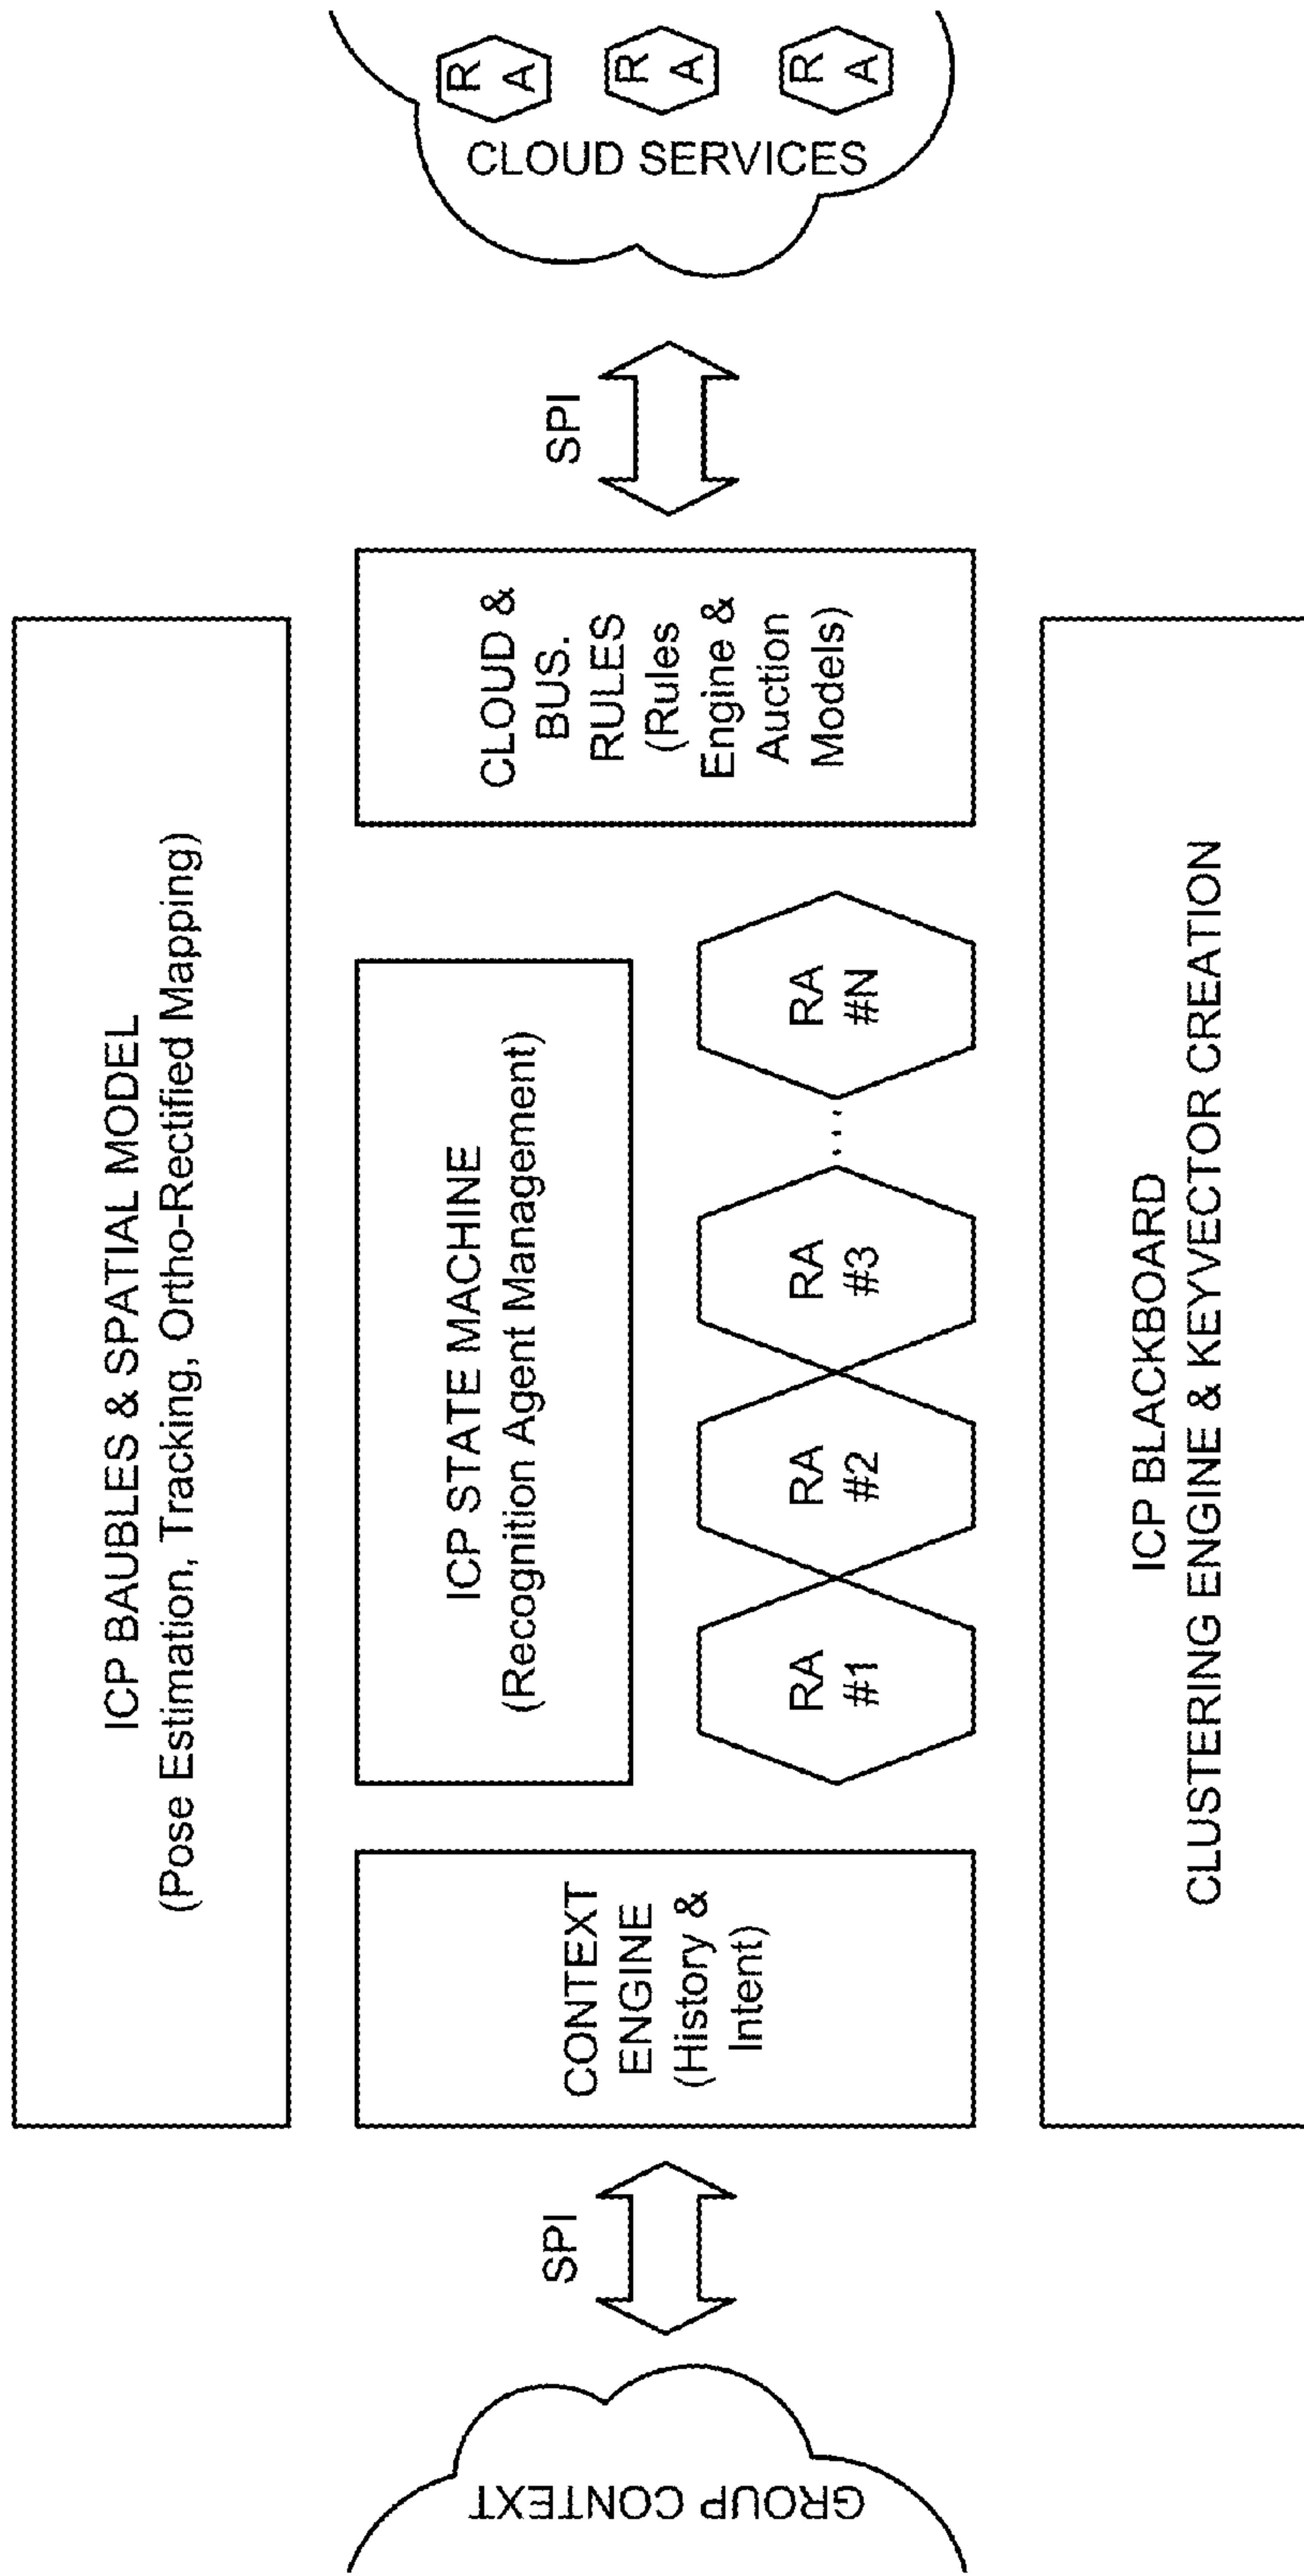 ICP BAUBLES & SPATIAL MODEL
(Pose Estimation, Tracking, Ortho-Rectified Mapping)
GROUP CONTEXT
SPI
CONTEXT
ENGINE
(History &
Intent)
ICP STATE MACHINE
(Recognition Agent Management)
RA
#1
RA
#2
RA
#3
....
RA
#N
CLOUD &
BUS.
RULES
(Rules
Engine &
Auction
Models)
SPI
CLOUD SERVICES
R
A
R
A
R
A
ICP BLACKBOARD
CLUSTERING ENGINE & KEYVECTOR CREATION